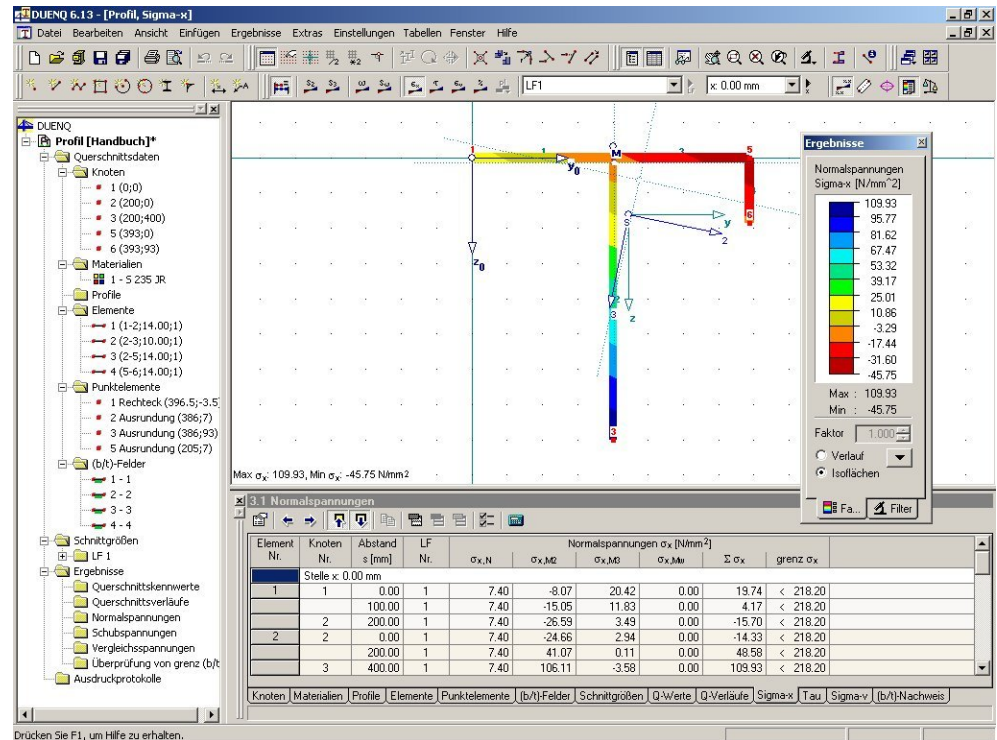 DUENQ 6.13 - [Profil, Sigma-x]
Datei Bearbeiten Ansicht Einfügen Ergebnisse Extras Einstellungen Tabellen Fenster Hilfe
LF1
x: 0.00 mm
DUENQ
Profil [Handbuch]*
Querschnittsdaten
Knoten
1 (0;0)
2 (200;0)
3 (200;400)
5 (393;0)
6 (393;93)
Materialien
1 - S 235 JR
Profile
Elemente
1 (1-2;14.00;1)
2 (2-3;10.00;1)
3 (2-5;14.00;1)
4 (5-6;14.00;1)
Punktelemente
1 Rechteck (396.5;-3.5)
2 Ausrundung (386;7)
3 Ausrundung (386;93)
5 Ausrundung (205;7)
(b/t)-Felder
1 - 1
2 - 2
3 - 3
4 - 4
Schnittgrößen
LF 1
Ergebnisse
Querschnittskennwerte
Querschnittsverläufe
Normalspannungen
Schubspannungen
Vergleichsspannungen
Überprüfung von grenz (b/t
Ausdruckprotokolle
1
1
M
3
5
y0
6
S
y
2
z0
2
3
z
3
Max σx: 109.93, Min σx: -45.75 N/mm2
Ergebnisse
Normalspannungen
Sigma-x [N/mm^2]
109.93
95.77
81.62
67.47
53.32
39.17
25.01
10.86
-3.29
-17.44
-31.60
-45.75
Max : 109.93
Min : -45.75
Faktor 1.000
Verlauf
Isoflächen
Fa... Filter
3.1 Normalspannungen
Element Knoten Abstand LF Normalspannungen σx [N/mm2]
Nr. Nr. s [mm] Nr. σx,N σx,M2 σx,M3 σx,Mω Σ σx grenz σx
Stelle x: 0.00 mm
1 1 0.00 1 7.40 -8.07 20.42 0.00 19.74 < 218.20
100.00 1 7.40 -15.05 11.83 0.00 4.17 < 218.20
2 200.00 1 7.40 -26.59 3.49 0.00 -15.70 < 218.20
2 2 0.00 1 7.40 -24.66 2.94 0.00 -14.33 < 218.20
200.00 1 7.40 41.07 0.11 0.00 48.58 < 218.20
3 400.00 1 7.40 106.11 -3.58 0.00 109.93 < 218.20
Knoten Materialien Profile Elemente Punktelemente (b/t)-Felder Schnittgrößen Q-Werte Q-Verläufe Sigma-x Tau Sigma-v (b/t)-Nachweis
Drücken Sie F1, um Hilfe zu erhalten.